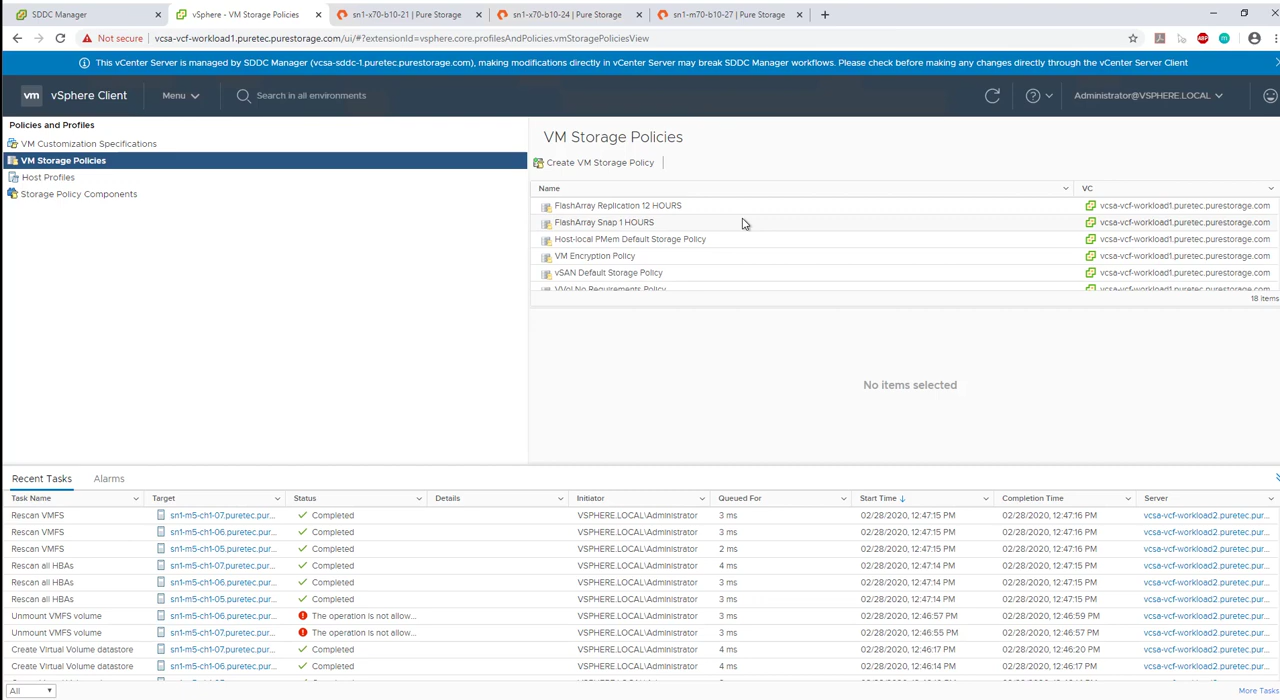 SDDC Manager
vSphere - VM Storage Policies
sn1-x70-b10-21 | Pure Storage
sn1-x70-b10-24 | Pure Storage
sn1-m70-b10-27 | Pure Storage
Not secure
vcsa-vcf-workload1.puretec.purestorage.com/ui/#?extensionId=vsphere.core.profilesAndPolicies.vmStoragePoliciesView
ABP
This vCenter Server is managed by SDDC Manager (vcsa-sddc-1.puretec.purestorage.com), making modifications directly in vCenter Server may break SDDC Manager workflows. Please check before making any changes directly through the vCenter Server Client
vm
vSphere Client
Menu
Search in all environments
Administrator@VSPHERE.LOCAL
Policies and Profiles
VM Customization Specifications
VM Storage Policies
Host Profiles
Storage Policy Components
VM Storage Policies
Create VM Storage Policy
Name VC
FlashArray Replication 12 HOURS vcsa-vcf-workload1.puretec.purestorage.com
FlashArray Snap 1 HOURS vcsa-vcf-workload1.puretec.purestorage.com
Host-local PMem Default Storage Policy vcsa-vcf-workload1.puretec.purestorage.com
VM Encryption Policy vcsa-vcf-workload1.puretec.purestorage.com
vSAN Default Storage Policy vcsa-vcf-workload1.puretec.purestorage.com
VVol No Requirements Policy vcsa-vcf-workload1.puretec.purestorage.com
18 items
No items selected
Recent Tasks Alarms
Task Name Target Status Details Initiator Queued For Start Time Completion Time Server
Rescan VMFS sn1-m5-ch1-07.puretec.pur... Completed VSPHERE.LOCAL\Administrator 3 ms 02/28/2020, 12:47:15 PM 02/28/2020, 12:47:16 PM vcsa-vcf-workload2.puretec.pur...
Rescan VMFS sn1-m5-ch1-06.puretec.pur... Completed VSPHERE.LOCAL\Administrator 3 ms 02/28/2020, 12:47:15 PM 02/28/2020, 12:47:16 PM vcsa-vcf-workload2.puretec.pur...
Rescan VMFS sn1-m5-ch1-05.puretec.pur... Completed VSPHERE.LOCAL\Administrator 2 ms 02/28/2020, 12:47:15 PM 02/28/2020, 12:47:16 PM vcsa-vcf-workload2.puretec.pur...
Rescan all HBAs sn1-m5-ch1-07.puretec.pur... Completed VSPHERE.LOCAL\Administrator 4 ms 02/28/2020, 12:47:14 PM 02/28/2020, 12:47:15 PM vcsa-vcf-workload2.puretec.pur...
Rescan all HBAs sn1-m5-ch1-06.puretec.pur... Completed VSPHERE.LOCAL\Administrator 3 ms 02/28/2020, 12:47:14 PM 02/28/2020, 12:47:15 PM vcsa-vcf-workload2.puretec.pur...
Rescan all HBAs sn1-m5-ch1-05.puretec.pur... Completed VSPHERE.LOCAL\Administrator 3 ms 02/28/2020, 12:47:14 PM 02/28/2020, 12:47:15 PM vcsa-vcf-workload2.puretec.pur...
Unmount VMFS volume sn1-m5-ch1-06.puretec.pur... The operation is not allow... VSPHERE.LOCAL\Administrator 3 ms 02/28/2020, 12:46:57 PM 02/28/2020, 12:46:59 PM vcsa-vcf-workload2.puretec.pur...
Unmount VMFS volume sn1-m5-ch1-07.puretec.pur... The operation is not allow... VSPHERE.LOCAL\Administrator 3 ms 02/28/2020, 12:46:55 PM 02/28/2020, 12:46:57 PM vcsa-vcf-workload2.puretec.pur...
Create Virtual Volume datastore sn1-m5-ch1-07.puretec.pur... Completed VSPHERE.LOCAL\Administrator 4 ms 02/28/2020, 12:46:14 PM 02/28/2020, 12:46:20 PM vcsa-vcf-workload2.puretec.pur...
Create Virtual Volume datastore sn1-m5-ch1-06.puretec.pur... Completed VSPHERE.LOCAL\Administrator 4 ms 02/28/2020, 12:46:14 PM 02/28/2020, 12:46:17 PM vcsa-vcf-workload2.puretec.pur...
All More Tasks